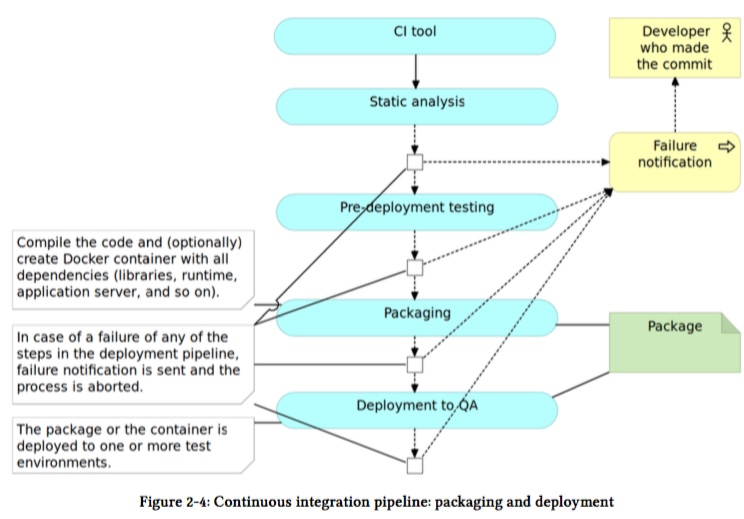 CI tool
Developer
who made
the commit
Static analysis
Failure
notification
Pre-deployment testing
Compile the code and (optionally)
create Docker container with all
dependencies (libraries, runtime,
application server, and so on).
Packaging
Package
In case of a failure of any of the
steps in the deployment pipeline,
failure notification is sent and the
process is aborted.
Deployment to QA
The package or the container is
deployed to one or more test
environments.
Figure 2-4: Continuous integration pipeline: packaging and deployment